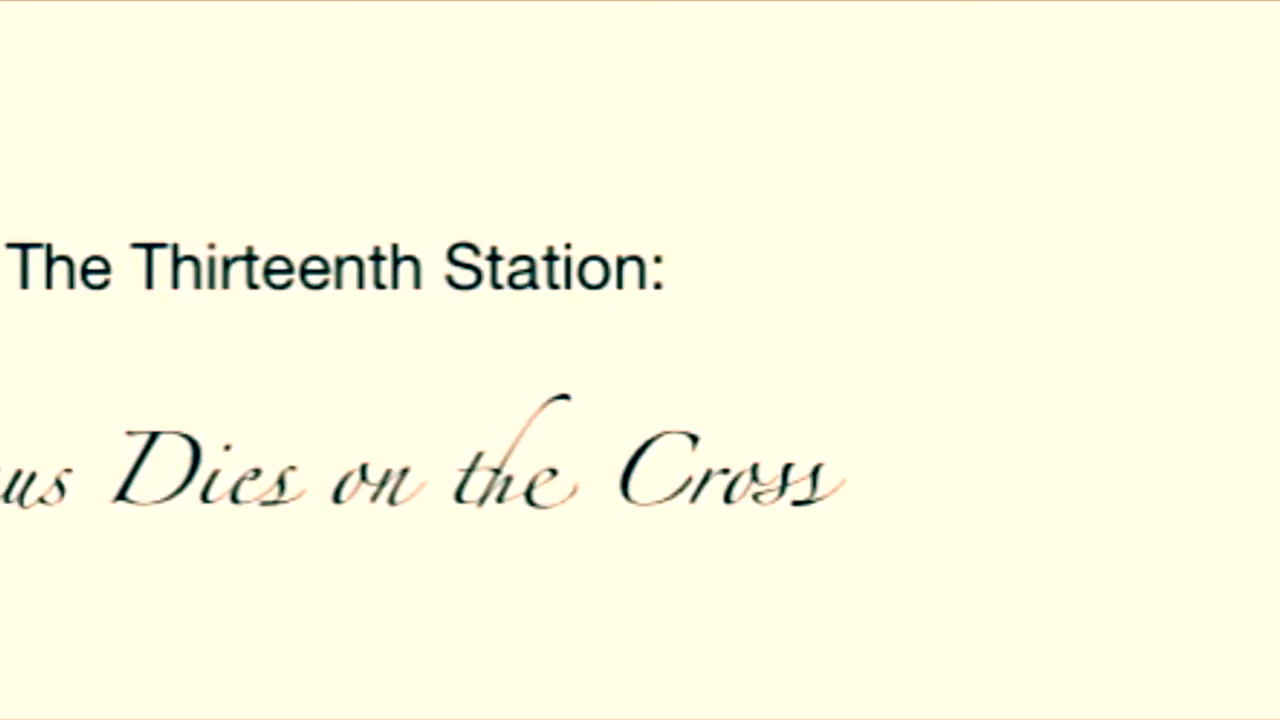 The Thirteenth Station:
us Dies on the Cross